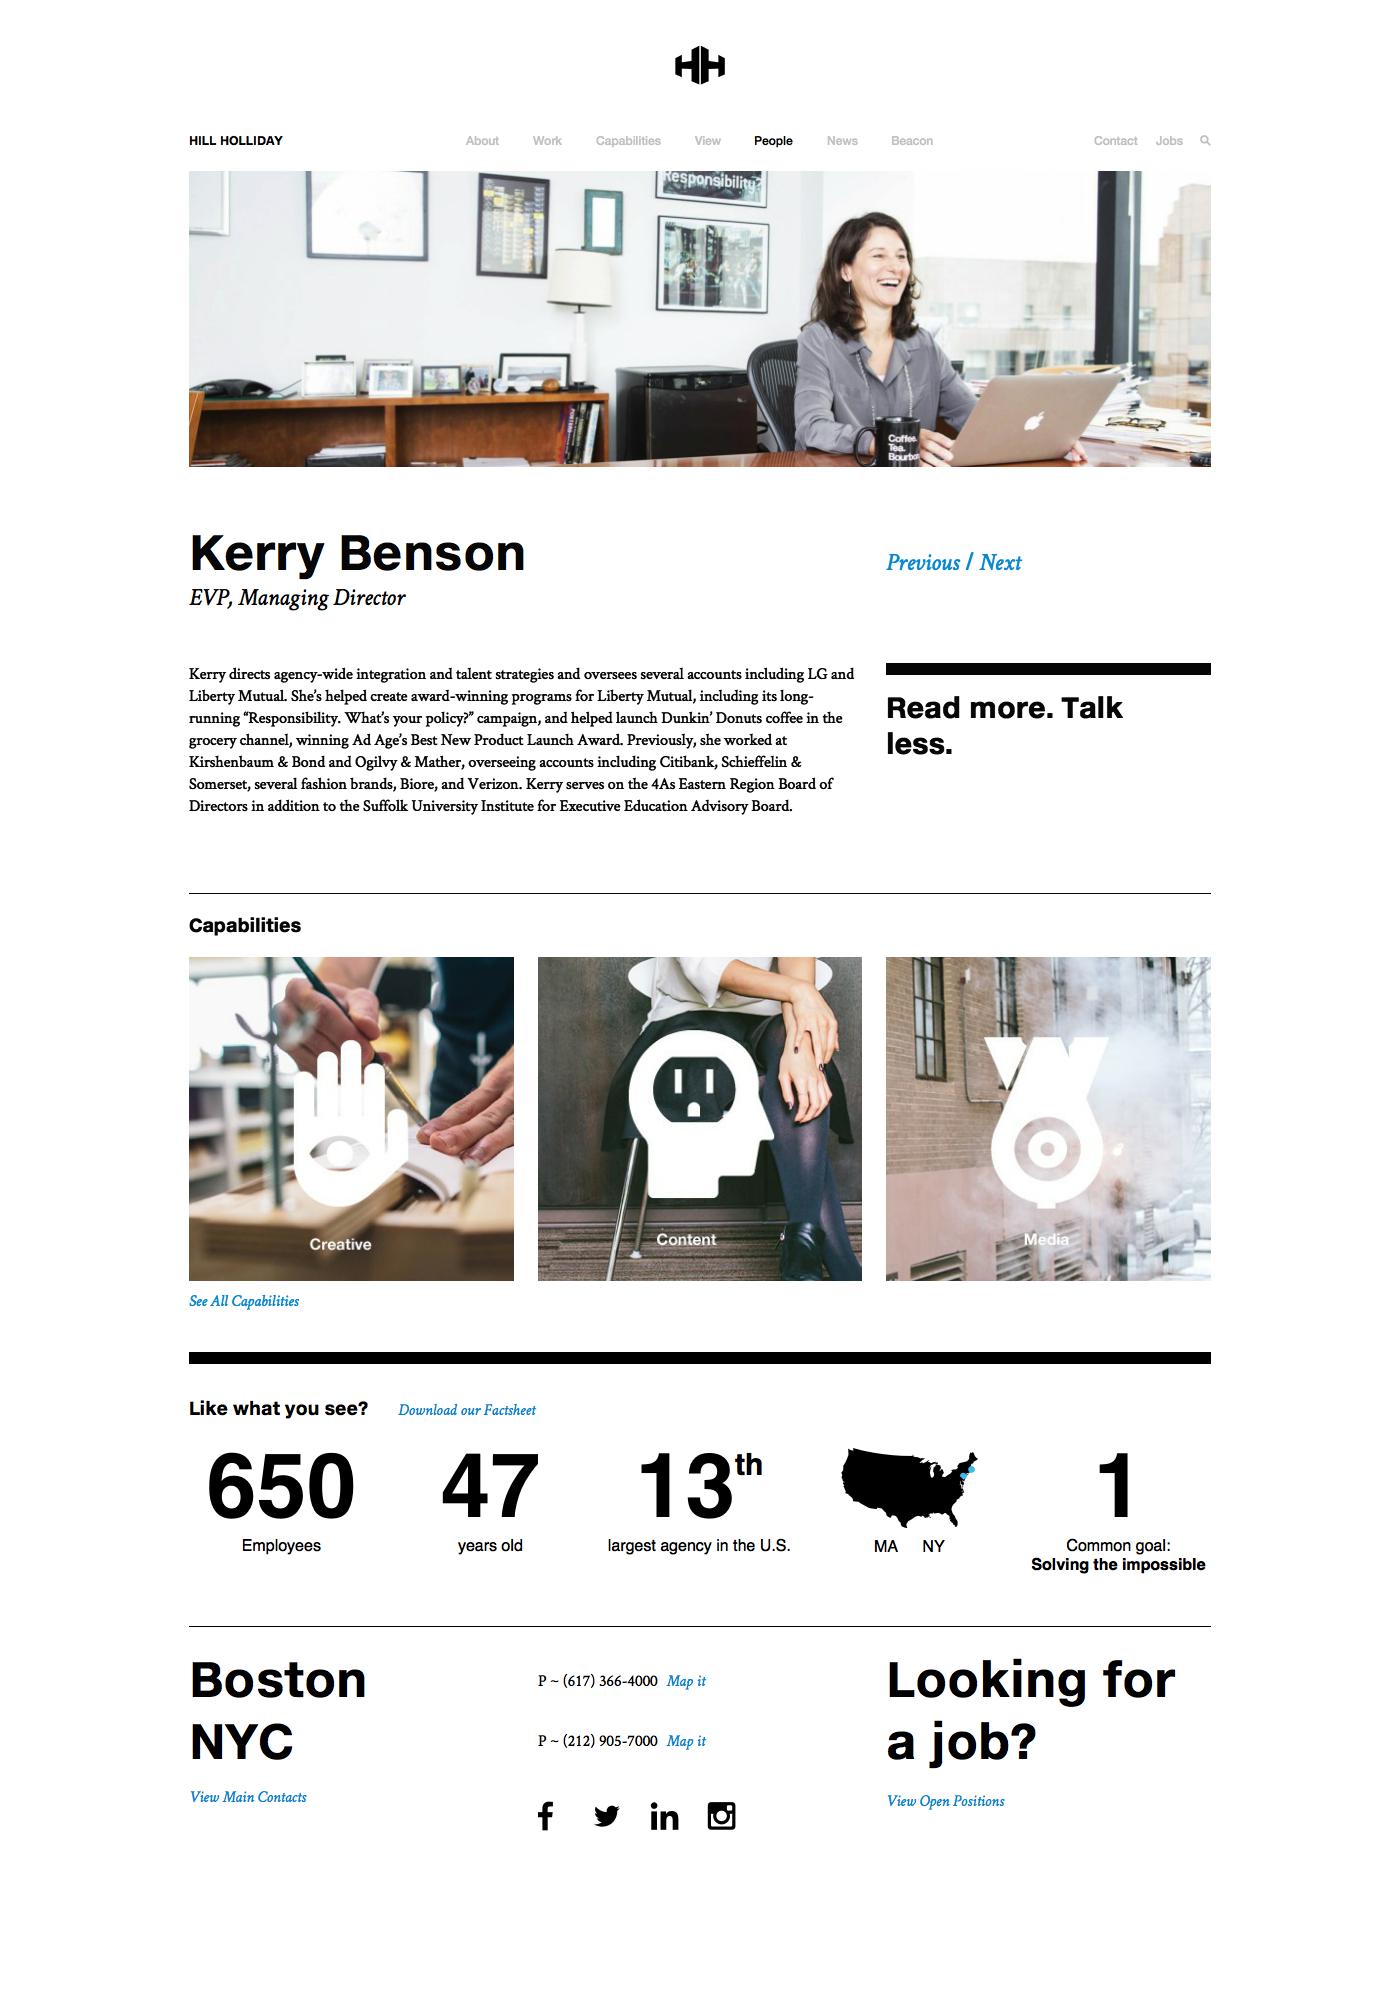 HILL HOLLIDAY
About Work Capabilities View People News Beacon
Contact Jobs
Responsibility?
Coffee.
Tea.
Bourbon
Kerry Benson
EVP, Managing Director
Previous / Next
Kerry directs agency-wide integration and talent strategies and oversees several accounts including LG and
Liberty Mutual. She’s helped create award-winning programs for Liberty Mutual, including its long-
running “Responsibility. What’s your policy?” campaign, and helped launch Dunkin’ Donuts coffee in the
grocery channel, winning Ad Age’s Best New Product Launch Award. Previously, she worked at
Kirshenbaum & Bond and Ogilvy & Mather, overseeing accounts including Citibank, Schieffelin &
Somerset, several fashion brands, Biore, and Verizon. Kerry serves on the 4As Eastern Region Board of
Directors in addition to the Suffolk University Institute for Executive Education Advisory Board.
Read more. Talk
less.
Capabilities
Creative
Content
Media
See All Capabilities
Like what you see? Download our Factsheet
650
Employees
47
years old
13th
largest agency in the U.S.
MA NY
1
Common goal:
Solving the impossible
Boston
NYC
View Main Contacts
P ~ (617) 366-4000 Map it
P ~ (212) 905-7000 Map it
Looking for
a job?
View Open Positions